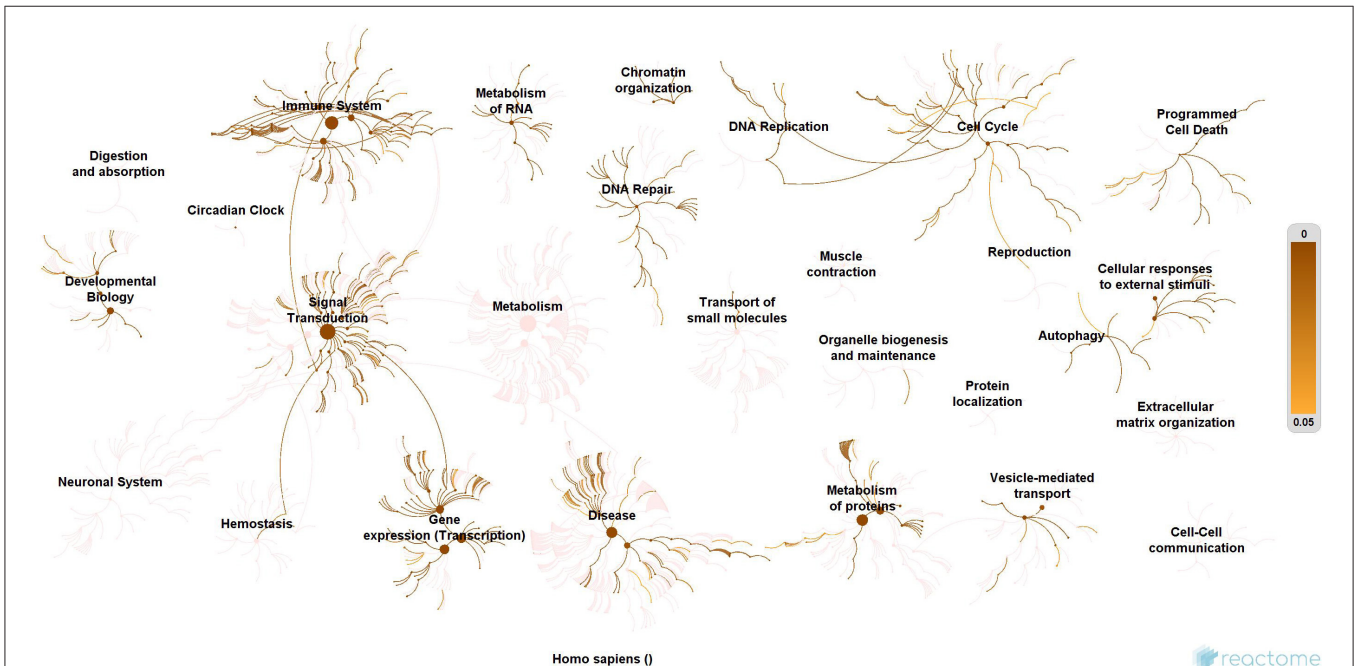 Immune System
Metabolism
of RNA
Chromatin
organization
DNA Replication
Cell Cycle
Programmed
Cell Death
Digestion
and absorption
Circadian Clock
DNA Repair
Developmental
Biology
Signal
Transduction
Metabolism
Transport of
small molecules
Muscle
contraction
Reproduction
Cellular responses
to external stimuli
0
0.05
Organelle biogenesis
and maintenance
Autophagy
Protein
localization
Extracellular
matrix organization
Neuronal System
Hemostasis
Gene
expression (Transcription)
Disease
Metabolism
of proteins
Vesicle-mediated
transport
Cell-Cell
communication
Homo sapiens ()
reactome